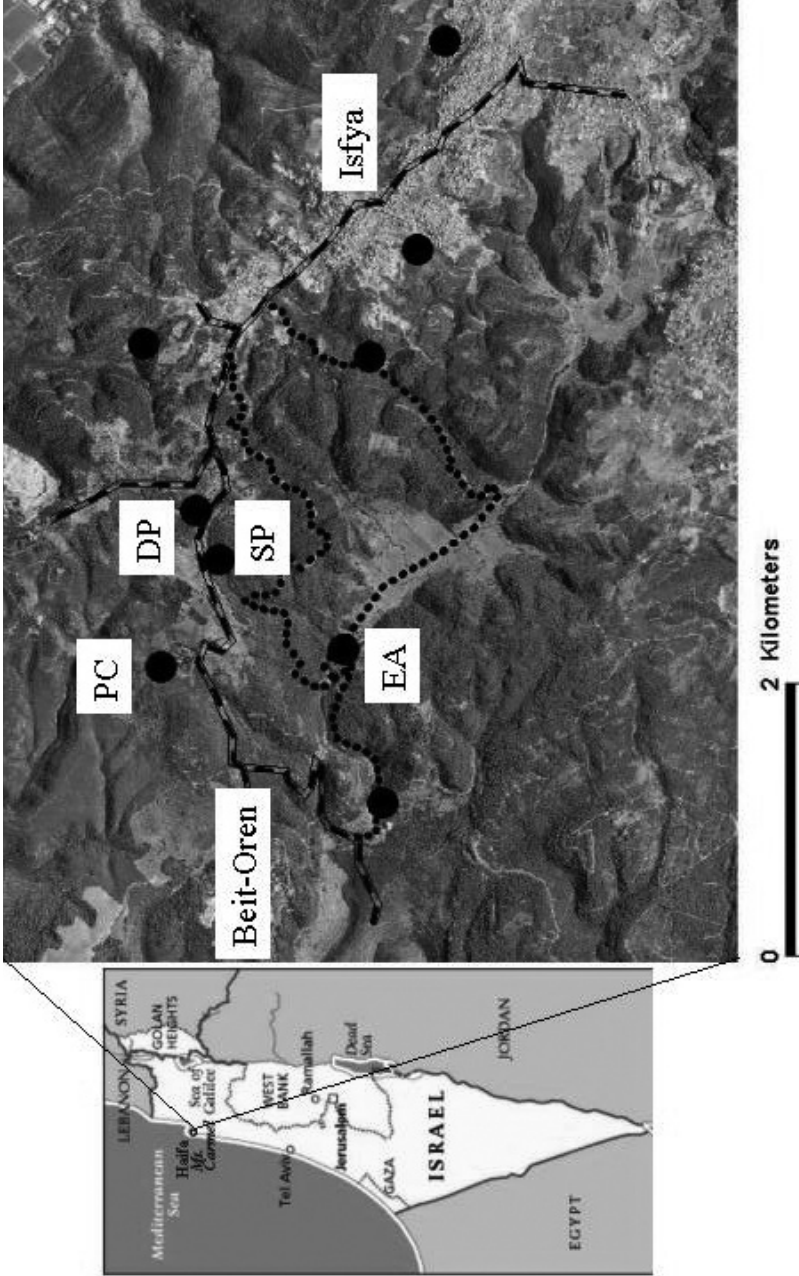 LEBANON
SYRIA
GOLAN
HEIGHTS
Mediterranean
Sea
Haifa
Mt.
Carmel
Sea of
Galilee
WEST
BANK
Tel Aviv
Ramallah
Jerusalem
Dead
Sea
GAZA
ISRAEL
JORDAN
EGYPT
Beit-Oren
PC
DP
SP
EA
Isfya
0 2 Kilometers